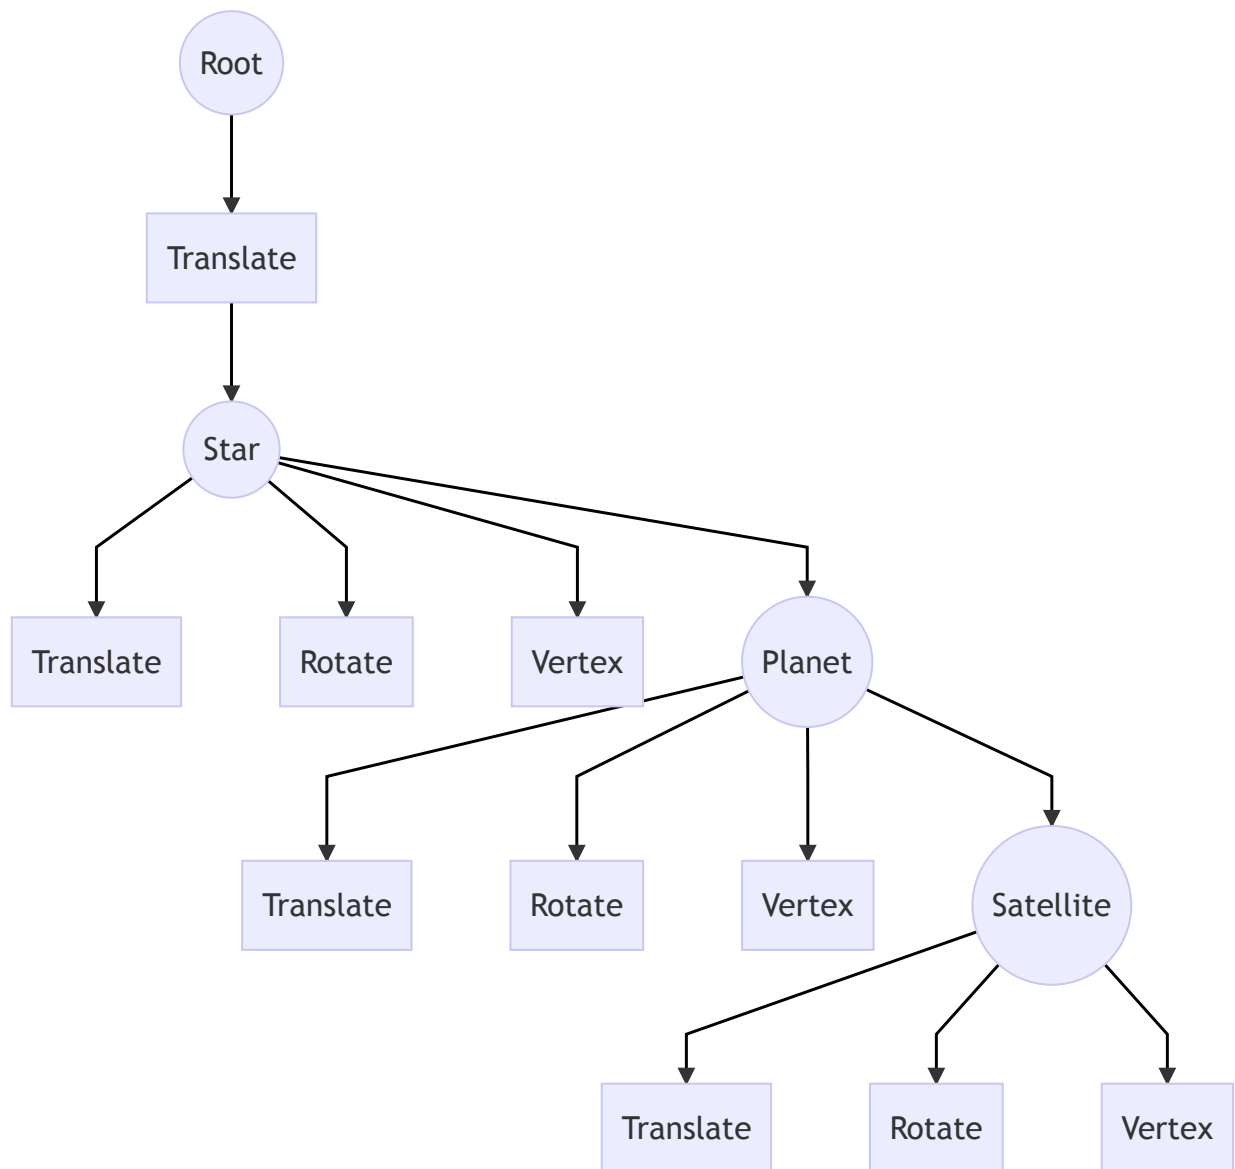 Root
Translate
Star
Translate
Rotate
Vertex
Planet
Translate
Rotate
Vertex
Satellite
Translate
Rotate
Vertex